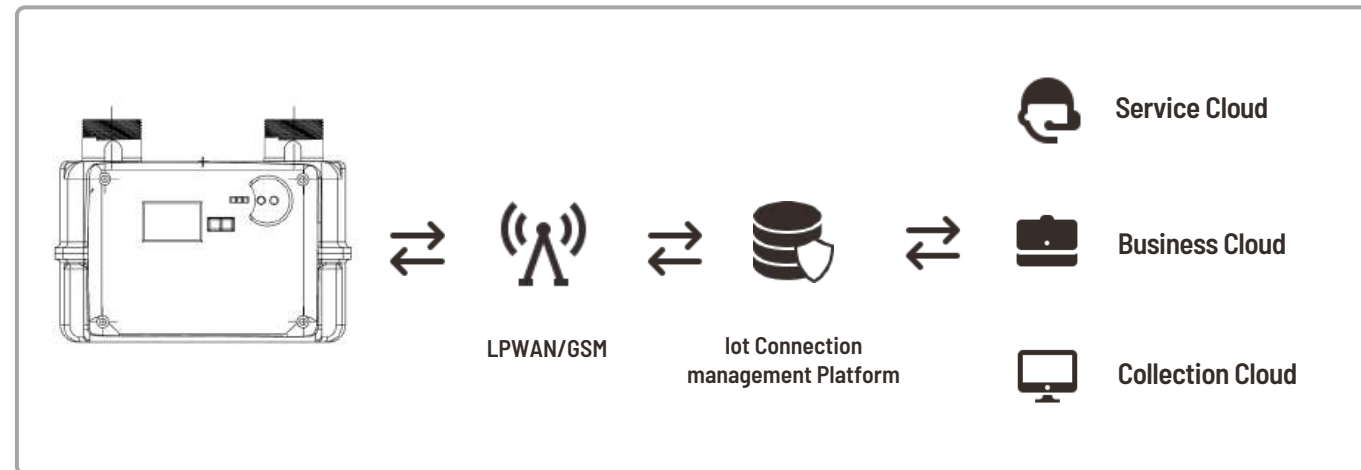 Service Cloud
Business Cloud
LPWAN/GSM
Iot Connection
management Platform
Collection Cloud